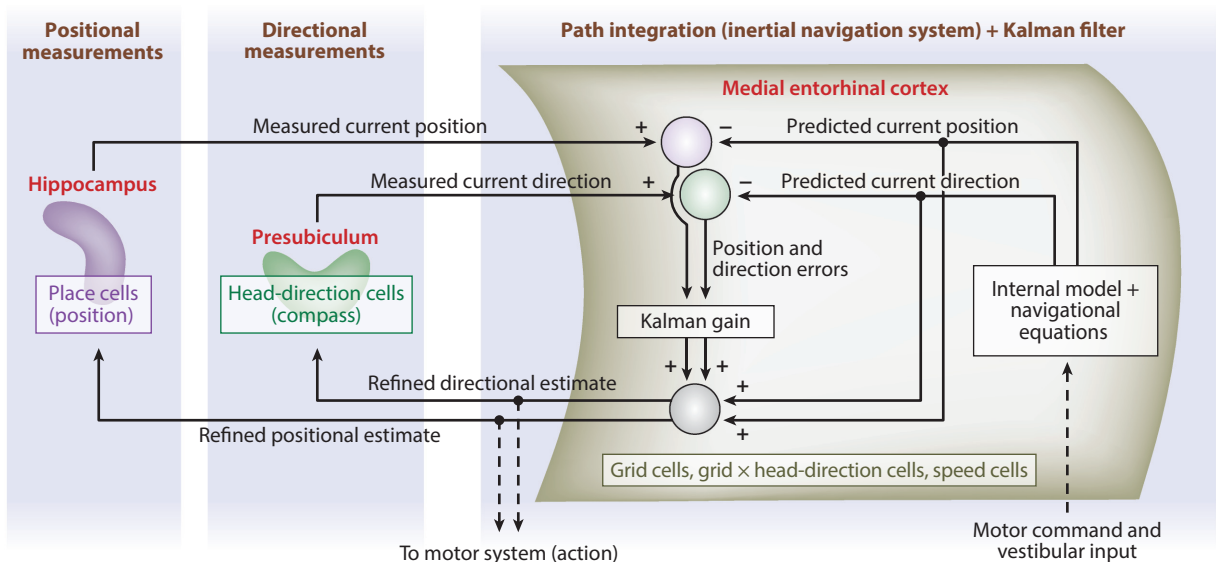 Positional
measurements
Directional
measurements
Path integration (inertial navigation system) + Kalman filter
Medial entorhinal cortex
Measured current position
+
−
Predicted current position
Hippocampus
Measured current direction
+
−
Predicted current direction
Presubiculum
Position and
direction errors
Place cells
(position)
Head-direction cells
(compass)
Internal model +
navigational
equations
Kalman gain
+
+
Refined directional estimate
+
Refined positional estimate
+
Grid cells, grid × head-direction cells, speed cells
To motor system (action)
Motor command and
vestibular input